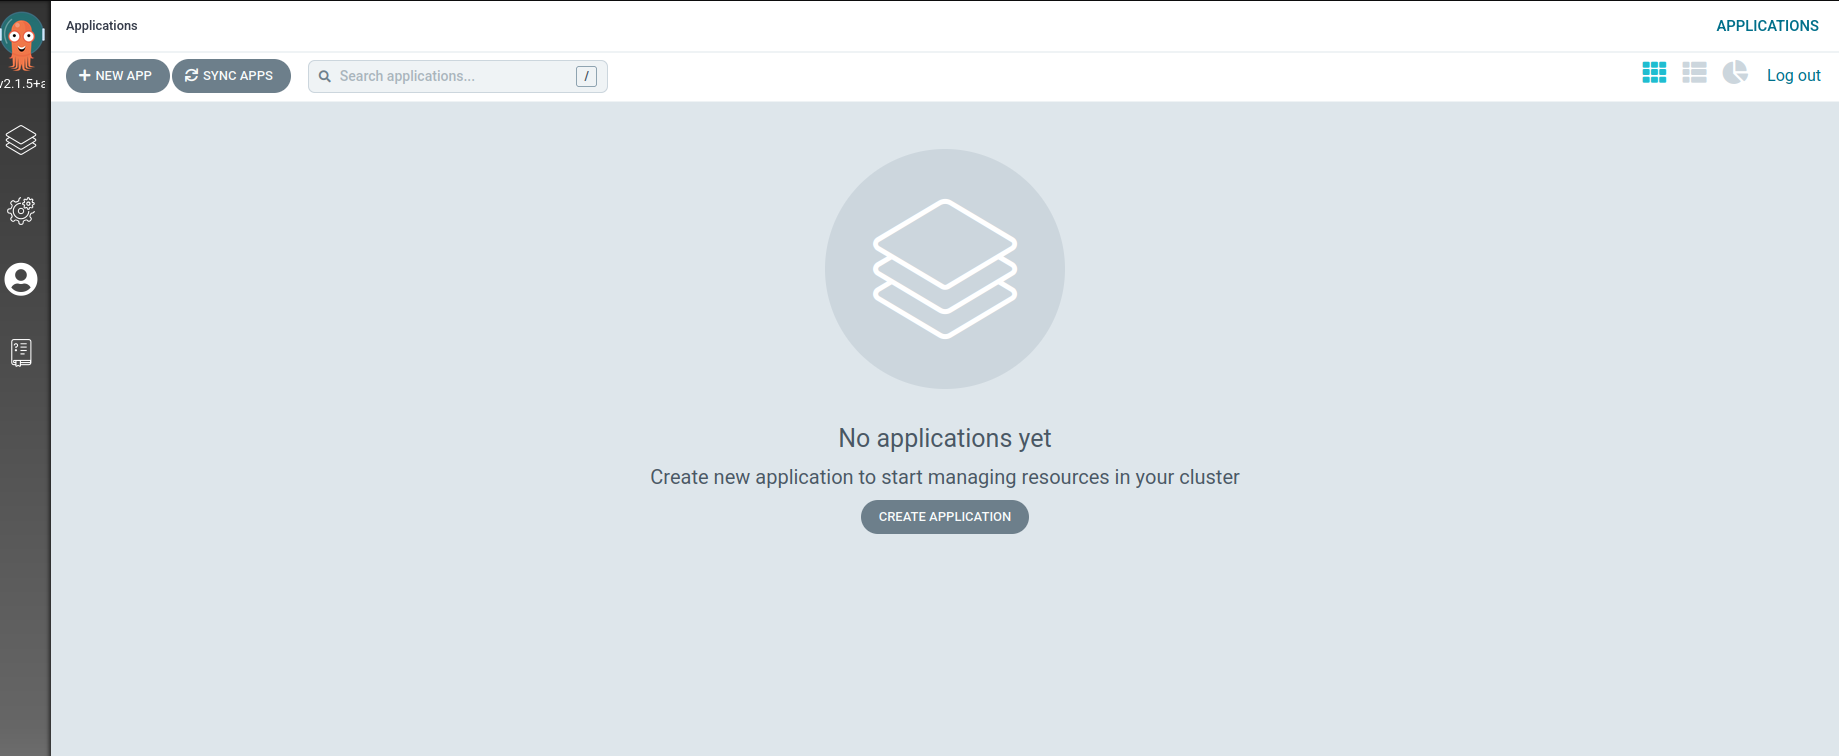 Applications
APPLICATIONS
NEW APP
SYNC APPS
Search applications...
/
Log out
v2.1.5+a
No applications yet
Create new application to start managing resources in your cluster
CREATE APPLICATION